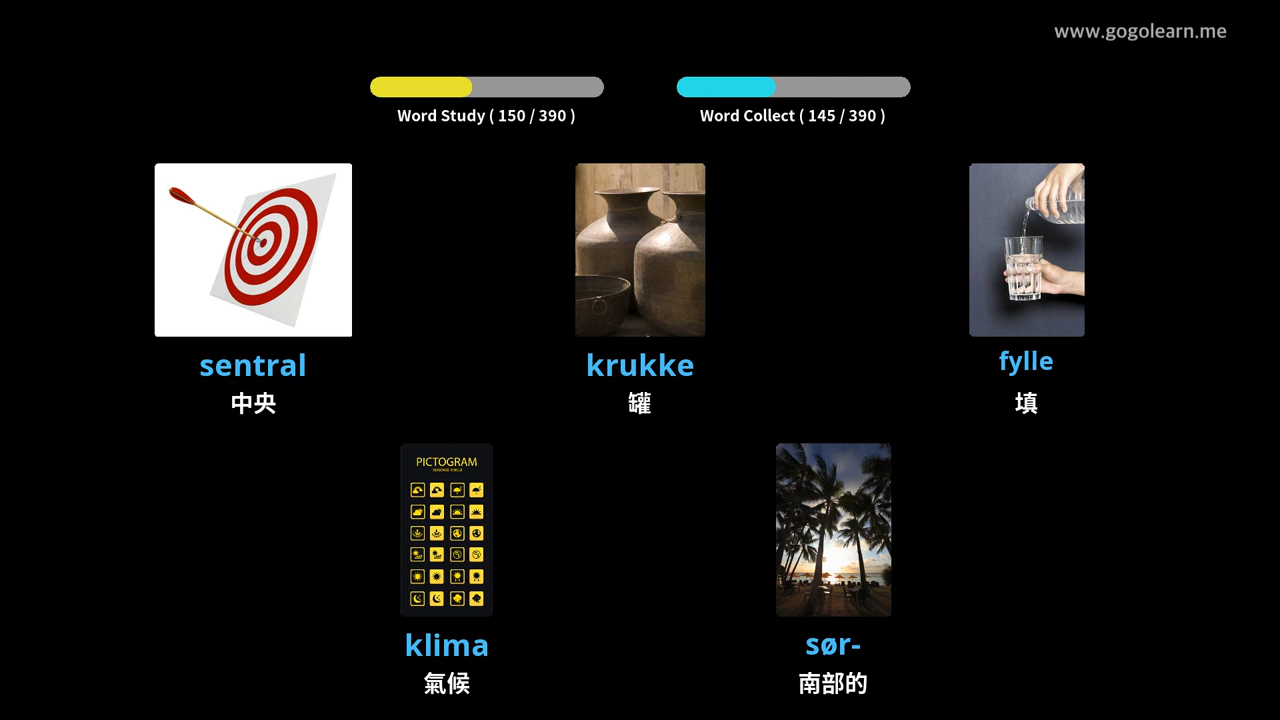 www.gogolearn.me
Word Study ( 150 / 390 )
Word Collect ( 145 / 390 )
sentral
中央
krukke
罐
fylle
填
PICTOGRAM
klima
氣候
sør-
南部的